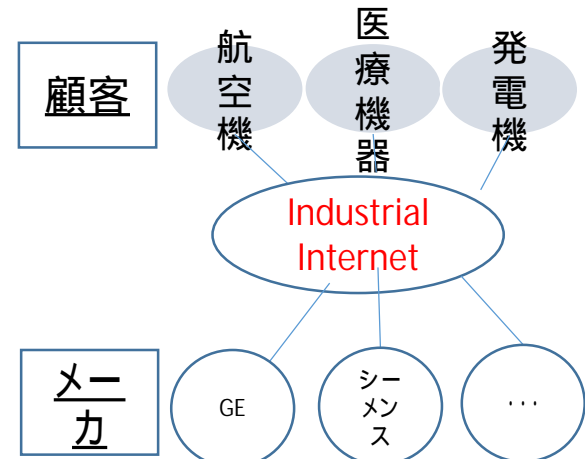 顧客
航空機
医療機器
発電機
Industrial
Internet
メー
カ
GE
シー
メン
ス
...